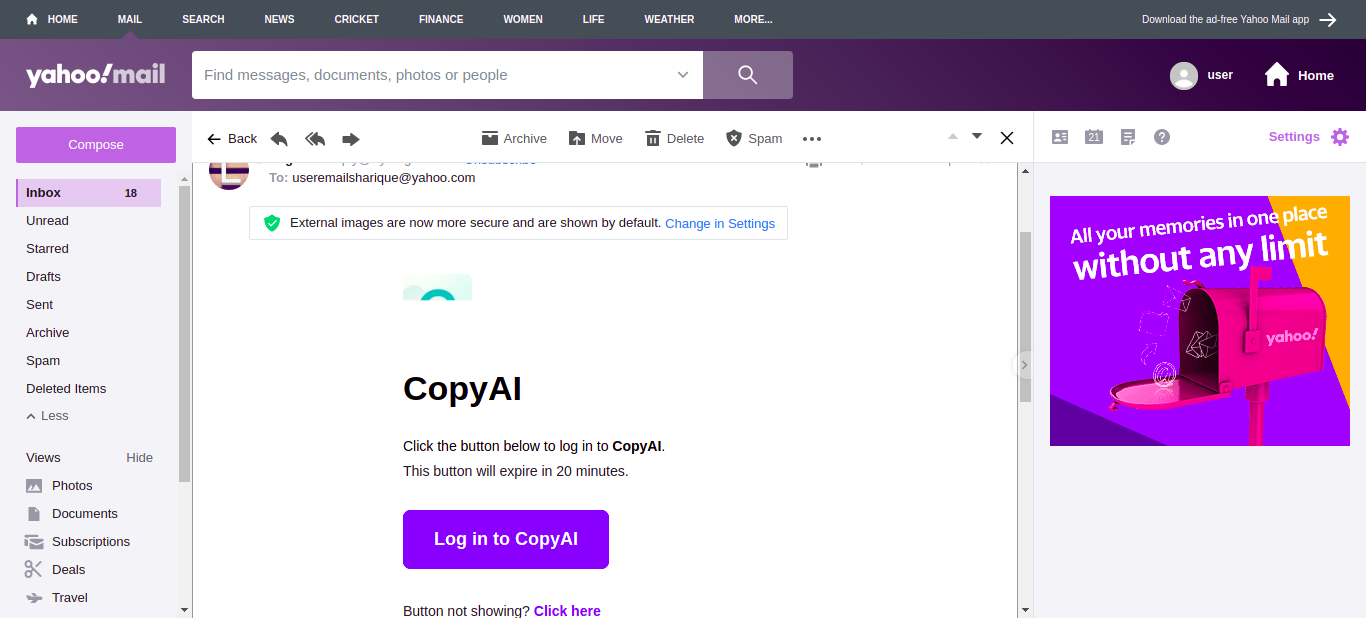 HOME MAIL SEARCH NEWS CRICKET FINANCE WOMEN LIFE WEATHER MORE... Download the ad-free Yahoo Mail app
yahoo!mail Find messages, documents, photos or people user Home
Compose
Back Archive Move Delete Spam
21 Settings
To: useremailsharique@yahoo.com
Inbox 18
Unread
Starred
Drafts
Sent
Archive
Spam
Deleted Items
Less
Views Hide
Photos
Documents
Subscriptions
Deals
Travel
External images are now more secure and are shown by default. Change in Settings
CopyAI
Click the button below to log in to CopyAI.
This button will expire in 20 minutes.
Log in to CopyAI
Button not showing? Click here
All your memories in one place
without any limit
yahoo!